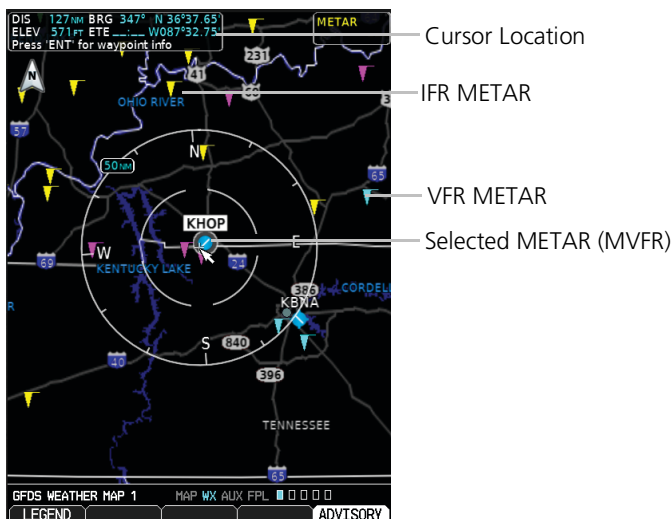 DIS 127NM BRG 347° N 36°37.65'
ELEV 571FT ETE __:__ W087°32.75'
Press 'ENT' for waypoint info
METAR
Cursor Location
N
231
41
IFR METAR
OHIO RIVER
57
N
50NM
65
VFR METAR
KHOP
Selected METAR (MVFR)
W
E
69
KENTUCKY LAKE
24
386
CORDELL
R
KBNA
S
840
40
396
TENNESSEE
65
GFDS WEATHER MAP 1 MAP WX AUX FPL
LEGEND
ADVISORY